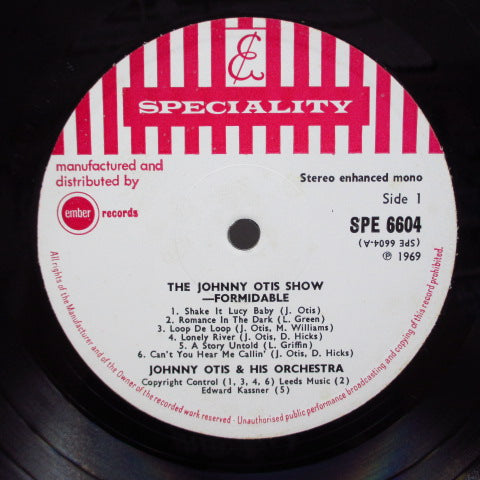 SPECIALITY
manufactured and
distributed by
ember records
Stereo enhanced mono
Side 1
SPE 6604
(SPE 6604.A)
℗ 1969
THE JOHNNY OTIS SHOW
—FORMIDABLE
1. Shake It Lucy Baby (J. Otis)
2. Romance In The Dark (L. Green)
3. Loop De Loop (J. Otis, M. Williams)
4. Lonely River (J. Otis, D. Hicks)
5. A Story Untold (L. Griffin)
6. Can't You Hear Me Callin' (J. Otis, D. Hicks)
JOHNNY OTIS & HIS ORCHESTRA
Copyright Control (1, 3, 4, 6) Leeds Music (2)
Edward Kassner (5)
All rights of the Manufacturer and of the Owner of the recorded work reserved - Unauthorised public performance broadcasting and copying of this record prohibited.